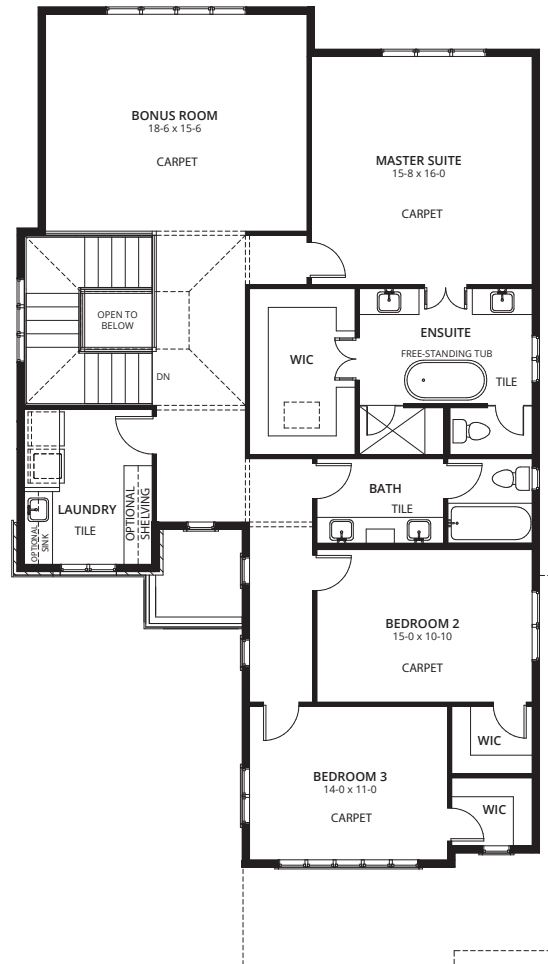 BONUS ROOM
18-6 x 15-6
CARPET
MASTER SUITE
15-8 x 16-0
CARPET
OPEN TO
BELOW
DN
WIC
ENSUITE
FREE-STANDING TUB
TILE
LAUNDRY
TILE
OPTIONAL
SINK
OPTIONAL
SHELVING
BATH
TILE
BEDROOM 2
15-0 x 10-10
CARPET
WIC
BEDROOM 3
14-0 x 11-0
CARPET
WIC